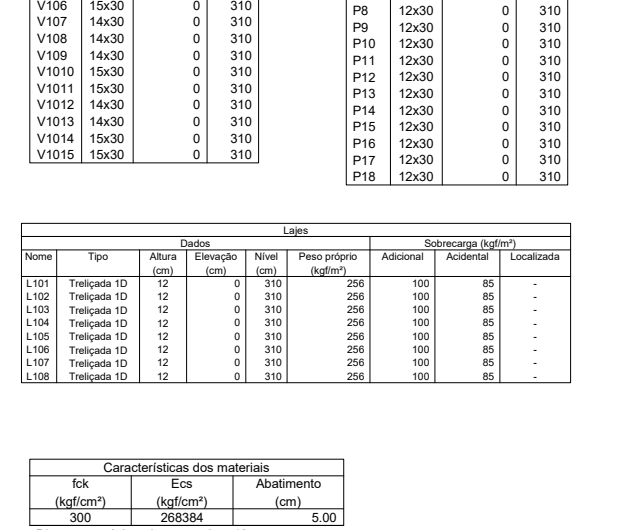 V106 15x30 0 310
V107 14x30 0 310
V108 14x30 0 310
V109 14x30 0 310
V1010 15x30 0 310
V1011 15x30 0 310
V1012 14x30 0 310
V1013 14x30 0 310
V1014 15x30 0 310
V1015 15x30 0 310
P8 12x30 0 310
P9 12x30 0 310
P10 12x30 0 310
P11 12x30 0 310
P12 12x30 0 310
P13 12x30 0 310
P14 12x30 0 310
P15 12x30 0 310
P16 12x30 0 310
P17 12x30 0 310
P18 12x30 0 310
Lajes
Dados Sobrecarga (kgf/m²)
Nome Tipo Altura Elevação Nível Peso próprio Adicional Acidental Localizada
(cm) (cm) (cm) (kgf/m²)
L101 Treliçada 1D 12 0 310 256 100 85 -
L102 Treliçada 1D 12 0 310 256 100 85 -
L103 Treliçada 1D 12 0 310 256 100 85 -
L104 Treliçada 1D 12 0 310 256 100 85 -
L105 Treliçada 1D 12 0 310 256 100 85 -
L106 Treliçada 1D 12 0 310 256 100 85 -
L107 Treliçada 1D 12 0 310 256 100 85 -
L108 Treliçada 1D 12 0 310 256 100 85 -
Características dos materiais
fck Ecs Abatimento
(kgf/cm²) (kgf/cm²) (cm)
300 268384 5.00